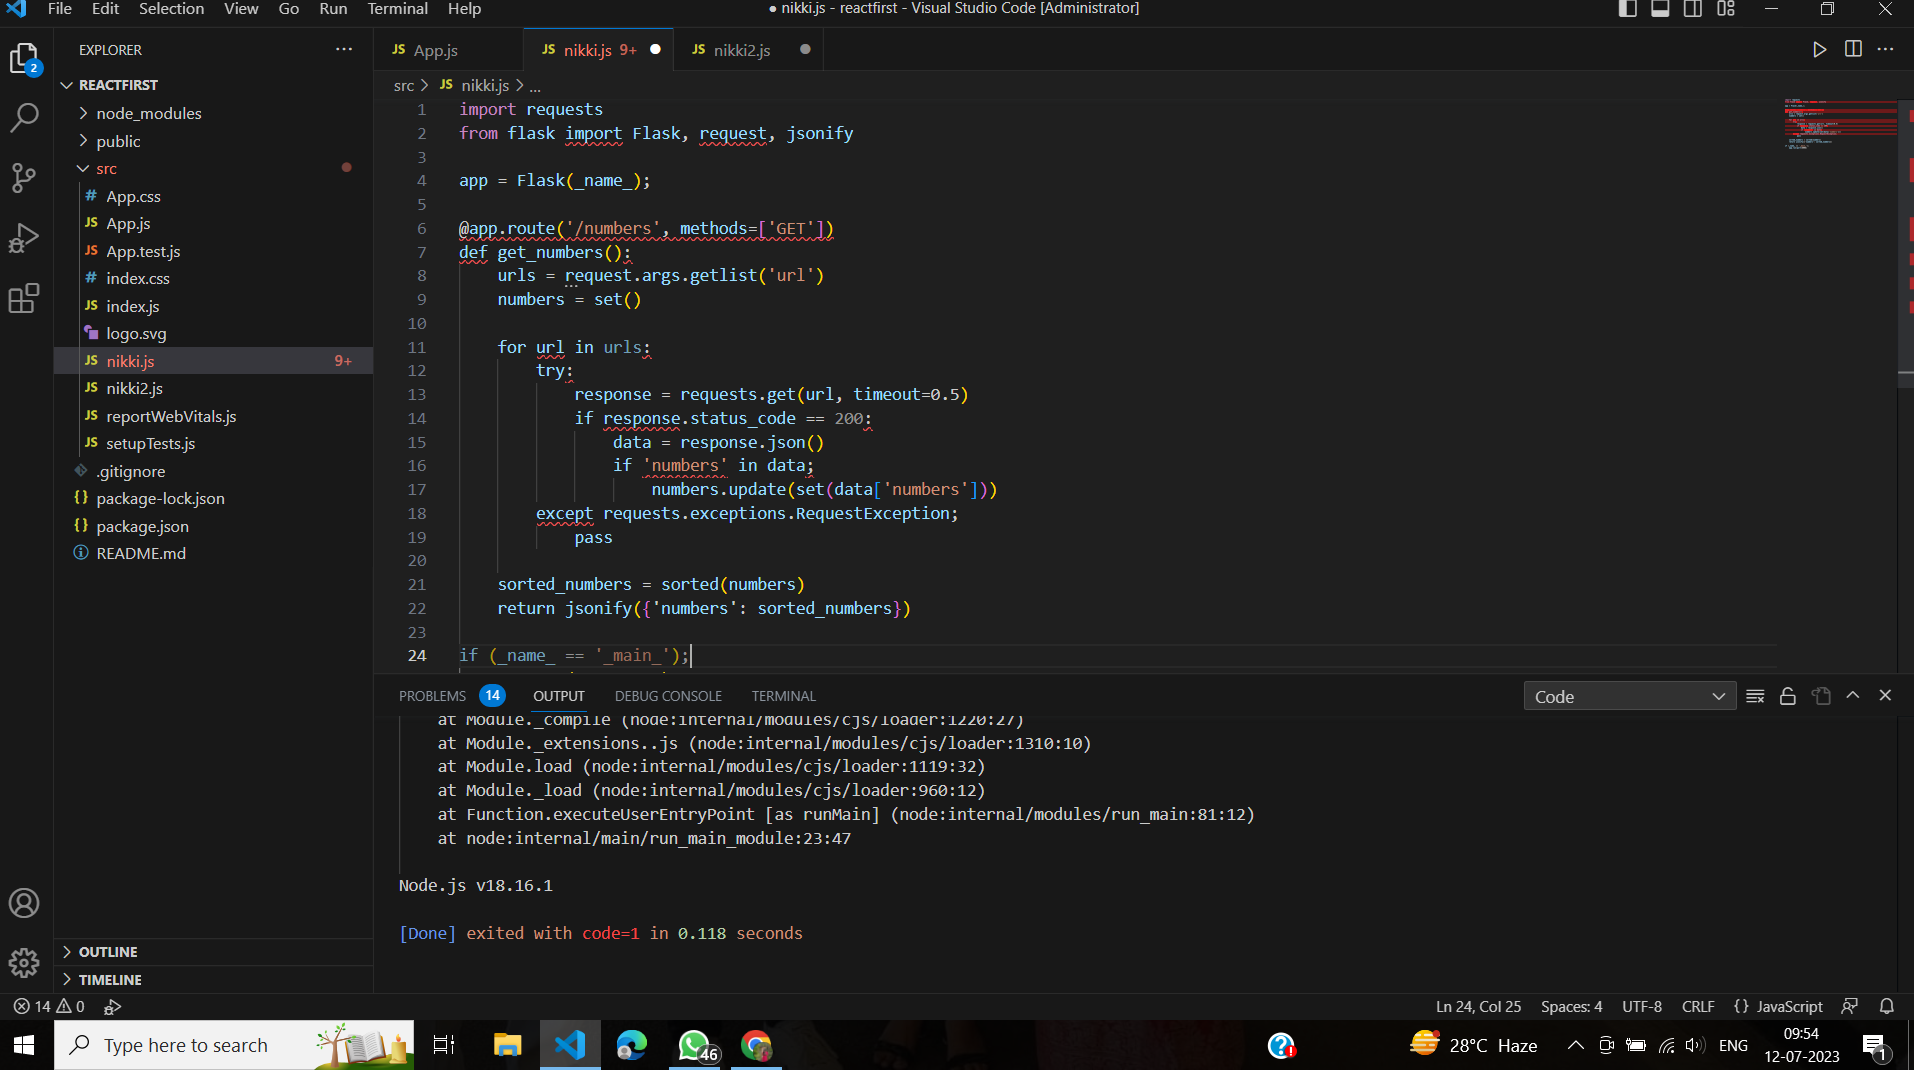 File Edit Selection View Go Run Terminal Help
● nikki.js - reactfirst - Visual Studio Code [Administrator]
EXPLORER ...
2
REACTFIRST
node_modules
public
src
# App.css
JS App.js
JS App.test.js
# index.css
JS index.js
logo.svg
JS nikki.js 9+
JS nikki2.js
JS reportWebVitals.js
JS setupTests.js
.gitignore
{} package-lock.json
{} package.json
README.md
OUTLINE
TIMELINE
JS App.js JS nikki.js 9+ JS nikki2.js
src > JS nikki.js > ...
1 import requests
2 from flask import Flask, request, jsonify
3
4 app = Flask(_name_);
5
6 @app.route('/numbers', methods=['GET'])
7 def get_numbers():
8 urls = request.args.getlist('url')
9 numbers = set()
10
11 for url in urls:
12 try:
13 response = requests.get(url, timeout=0.5)
14 if response.status_code == 200:
15 data = response.json()
16 if 'numbers' in data;
17 numbers.update(set(data['numbers']))
18 except requests.exceptions.RequestException;
19 pass
20
21 sorted_numbers = sorted(numbers)
22 return jsonify({'numbers': sorted_numbers})
23
24 if (_name_ == '_main_');
PROBLEMS 14 OUTPUT DEBUG CONSOLE TERMINAL
Code
at Module._compile (node:internal/modules/cjs/loader:1220:27)
at Module._extensions..js (node:internal/modules/cjs/loader:1310:10)
at Module.load (node:internal/modules/cjs/loader:1119:32)
at Module._load (node:internal/modules/cjs/loader:960:12)
at Function.executeUserEntryPoint [as runMain] (node:internal/modules/run_main:81:12)
at node:internal/main/run_main_module:23:47
Node.js v18.16.1
[Done] exited with code=1 in 0.118 seconds
14 0
Ln 24, Col 25 Spaces: 4 UTF-8 CRLF {} JavaScript
Type here to search
46
28°C Haze
ENG
09:54
12-07-2023
1